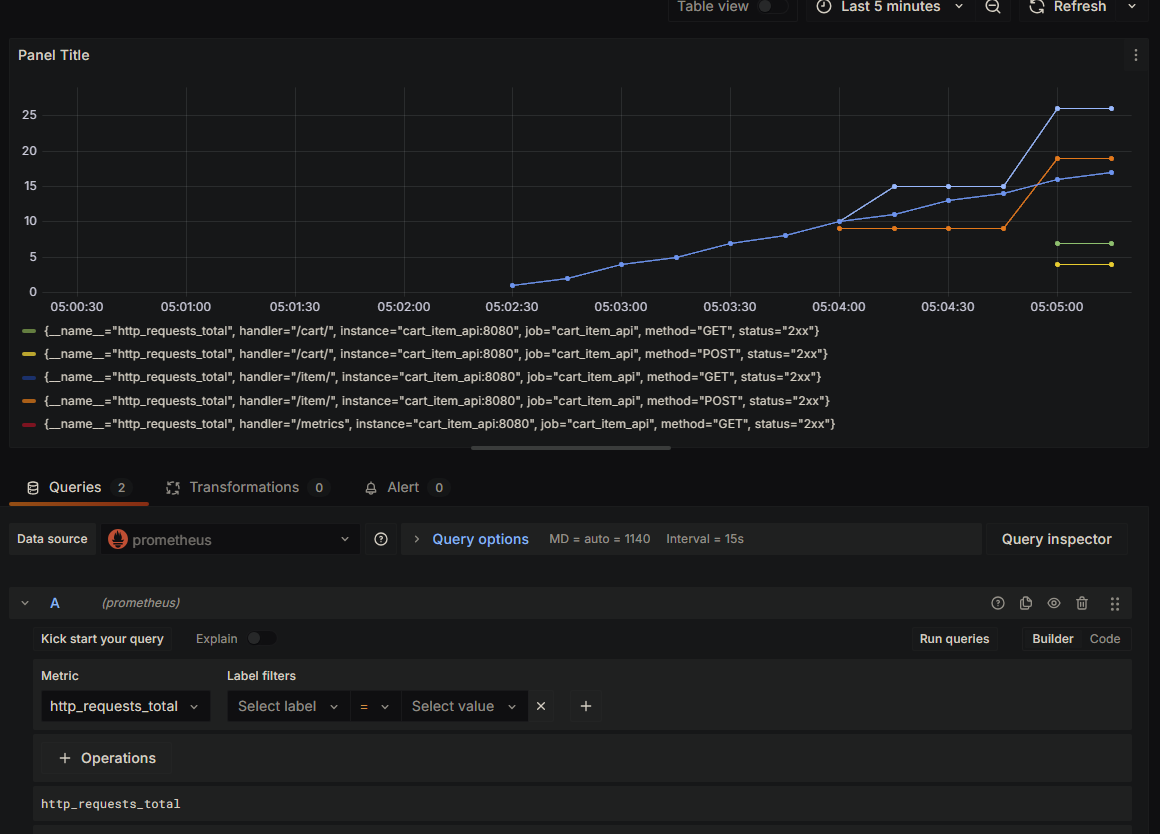 Table view Last 5 minutes Refresh
Panel Title
25
20
15
10
5
0
05:00:30 05:01:00 05:01:30 05:02:00 05:02:30 05:03:00 05:03:30 05:04:00 05:04:30 05:05:00
{__name__="http_requests_total", handler="/cart/", instance="cart_item_api:8080", job="cart_item_api", method="GET", status="2xx"}
{__name__="http_requests_total", handler="/cart/", instance="cart_item_api:8080", job="cart_item_api", method="POST", status="2xx"}
{__name__="http_requests_total", handler="/item/", instance="cart_item_api:8080", job="cart_item_api", method="GET", status="2xx"}
{__name__="http_requests_total", handler="/item/", instance="cart_item_api:8080", job="cart_item_api", method="POST", status="2xx"}
{__name__="http_requests_total", handler="/metrics", instance="cart_item_api:8080", job="cart_item_api", method="GET", status="2xx"}
Queries 2 Transformations 0 Alert 0
Data source prometheus Query options MD = auto = 1140 Interval = 15s Query inspector
A (prometheus)
Kick start your query Explain Run queries Builder Code
Metric Label filters
http_requests_total Select label = Select value
+ Operations
http_requests_total